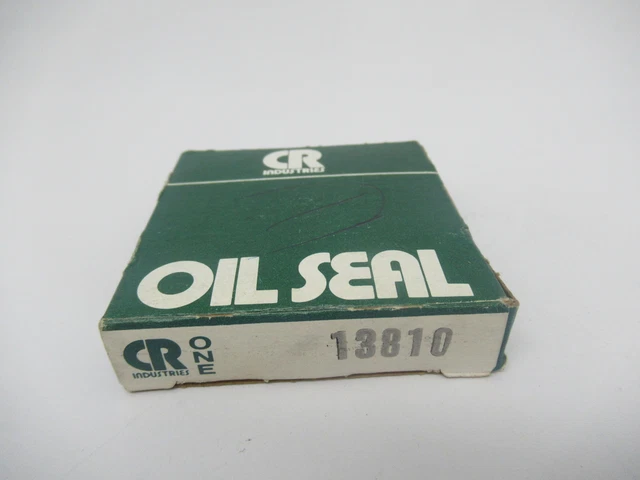 CR
INDUSTRIES
OIL SEAL
CR
INDUSTRIES
ONE
13810